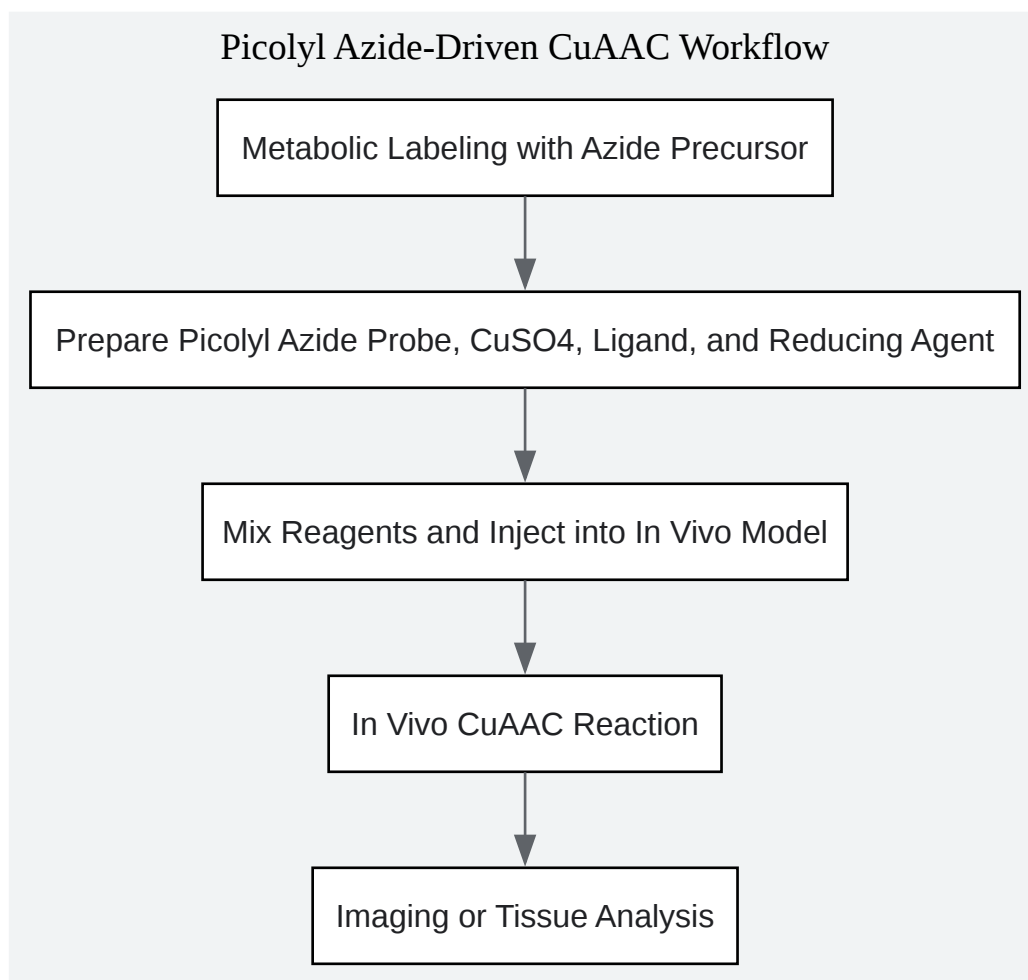 Picolyl Azide-Driven CuAAC Workflow
Metabolic Labeling with Azide Precursor
Prepare Picolyl Azide Probe, CuSO4, Ligand, and Reducing Agent
Mix Reagents and Inject into In Vivo Model
In Vivo CuAAC Reaction
Imaging or Tissue Analysis